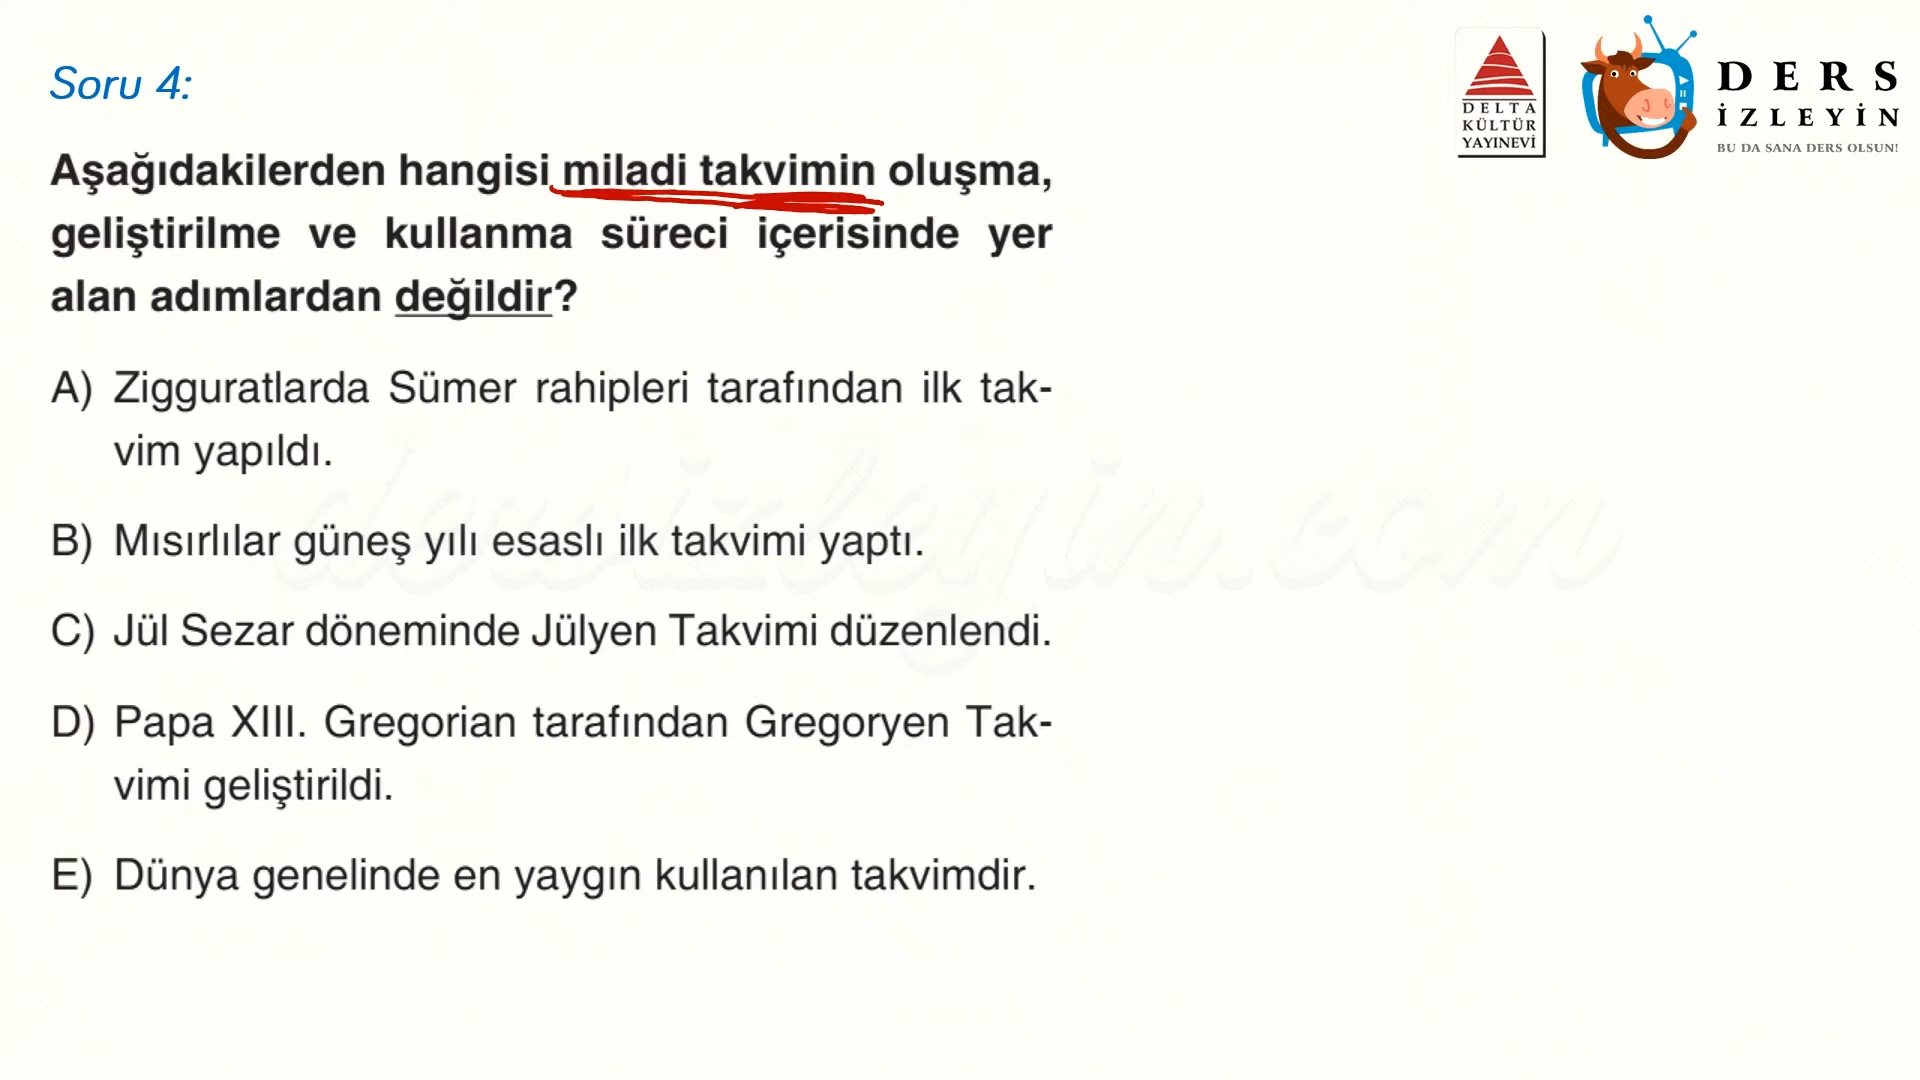 Soru 4:
DELTA
KÜLTÜR
YAYINEVİ
DERS
İZLEYİN
BU DA SANA DERS OLSUN!
Aşağıdakilerden hangisi miladi takvimin oluşma,
geliştirilme ve kullanma süreci içerisinde yer
alan adımlardan değildir?
A) Zigguratlarda Sümer rahipleri tarafından ilk tak-
vim yapıldı.
B) Mısırlılar güneş yılı esaslı ilk takvimi yaptı.
C) Jül Sezar döneminde Jülyen Takvimi düzenlendi.
D) Papa XIII. Gregorian tarafından Gregoryen Tak-
vimi geliştirildi.
E) Dünya genelinde en yaygın kullanılan takvimdir.
dersizleyin.com